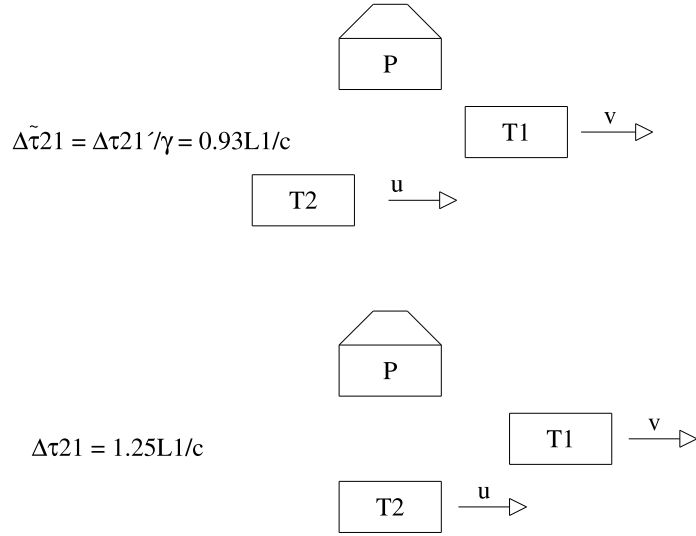 P
v
T1
Δτ̃21 = Δτ21´/γ = 0.93L1/c
u
T2
P
v
T1
Δτ21 = 1.25L1/c
u
T2